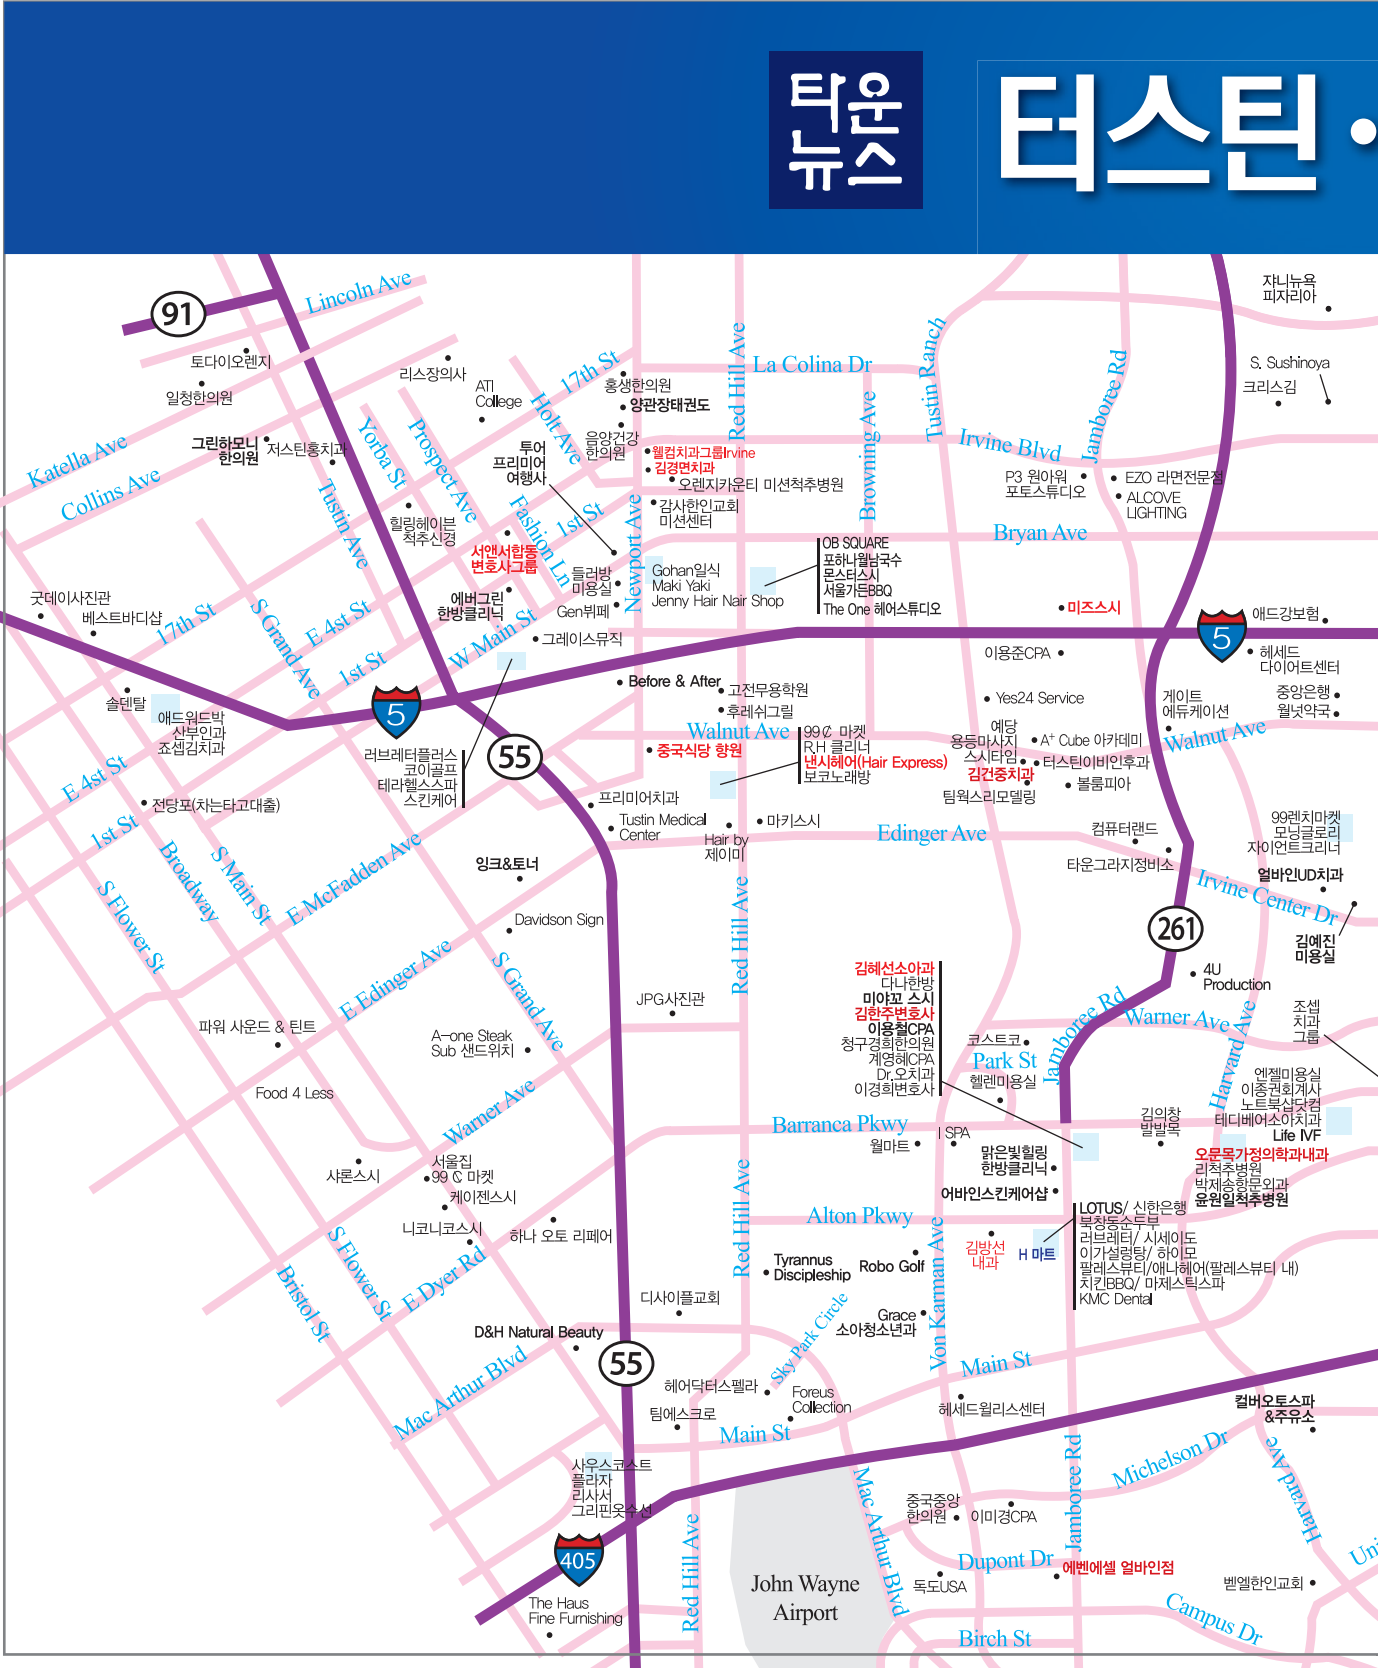 타운
뉴스
터스틴 ·
91
Lincoln Ave
쟈니뉴욕
피자리아
토다이오렌지
일청한의원
리스장의사
ATI
College
17th St
홍생한의원
양관장태권도
Red Hill Ave
La Colina Dr
Tustin Ranch
Jamboree Rd
S. Sushinoya
크리스김
Katella Ave
Collins Ave
그린하모니
한의원
저스틴홍치과
Yorba St
Prospect Ave
Holt Ave
투어
프리미어
여행사
음양건강
한의원
웰컴치과그룹Irvine
김경면치과
오렌지카운티 미션척추병원
감사한인교회
미션센터
Browning Ave
Irvine Blvd
P3 원아워
포토스튜디오
EZO 라면전문점
ALCOVE
LIGHTING
Tustin Ave
힐링헤이븐
척추신경
Fashion Ln
1st St
Newport Ave
Bryan Ave
서앤서합동
변호사그룹
에버그린
한방클리닉
들러방
미용실
Gen뷔페
Gohan일식
Maki Yaki
Jenny Hair Nair Shop
OB SQUARE
포하나월남국수
몬스터스시
서울가든BBQ
The One 헤어스튜디오
미즈스시
굿데이사진관
베스트바디샵
17th St
S Grand Ave
E 4st St
1st St
W Main St
그레이스뮤직
5
애드강보험
이용준CPA
헤세드
다이어트센터
솔덴탈
애드워드박
산부인과
죠셉김치과
5
Before & After
고전무용학원
후레쉬그릴
Yes24 Service
게이트
에듀케이션
중앙은행
월넛약국
Walnut Ave
Walnut Ave
중국식당 향원
99￠ 마켓
R.H 클리너
낸시헤어(Hair Express)
보코노래방
예당
용등마사지
스시타임
김건중치과
팀웍스리모델링
A+ Cube 아카데미
터스틴이비인후과
볼륨피아
러브레터플러스
코이골프
테라헬스스파
스킨케어
55
E 4st St
1st St
전당포(차는타고대출)
Broadway
S Main St
E McFadden Ave
프리미어치과
Tustin Medical
Center
Hair by
제이미
마키스시
Edinger Ave
컴퓨터랜드
타운그라지정비소
99렌치마켓
모닝글로리
자이언트크리너
얼바인UD치과
Irvine Center Dr
잉크&토너
S Flower St
Davidson Sign
Red Hill Ave
261
김예진
미용실
E Edinger Ave
S Grand Ave
김혜선소아과
다나한방
미야꼬 스시
김한주변호사
이용철CPA
청구경희한의원
계영혜CPA
Dr.오치과
이경희변호사
4U
Production
JPG사진관
파워 사운드 & 틴트
A-one Steak
Sub 샌드위치
코스트코
Park St
헬렌미용실
Jamboree Rd
Warner Ave
Harvard Ave
조셉
치과
그룹
Food 4 Less
Warner Ave
엔젤미용실
이종권회계사
노트북샵닷컴
테디베어소아치과
Life IVF
Barranca Pkwy
월마트
I SPA
김의창
발발목
맑은빛힐링
한방클리닉
어바인스킨케어샵
오문목가정의학과내과
리척추병원
박제송항문외과
윤원일척추병원
샤론스시
서울집
99￠ 마켓
케이젠스시
니코니코스시
하나 오토 리페어
Red Hill Ave
Alton Pkwy
Von Karman Ave
김방선
내과
H 마트
LOTUS/ 신한은행
북창동순두부
러브레터/ 시세이도
이가설렁탕/ 하이모
팔레스뷰티/애나헤어(팔레스뷰티 내)
치킨BBQ/ 마제스틱스파
KMC Dental
S Flower St
Bristol St
E Dyer Rd
Tyrannus
Discipleship
Robo Golf
디사이플교회
Sky Park Circle
Grace
소아청소년과
D&H Natural Beauty
Mac Arthur Blvd
55
Main St
헤어닥터스펠라
팀에스크로
Foreus
Collection
Main St
헤세드월리스센터
컬버오토스파
&주유소
Michelson Dr
Harvard Ave
사우스코스트
플라자
리사서
그리핀옷수선
Red Hill Ave
Mac Arthur Blvd
중국중앙
한의원
이미경CPA
Jamboree Rd
405
John Wayne
Airport
Dupont Dr
독도USA
에벤에셀 얼바인점
벧엘한인교회
Uni
The Haus
Fine Furnishing
Birch St
Campus Dr